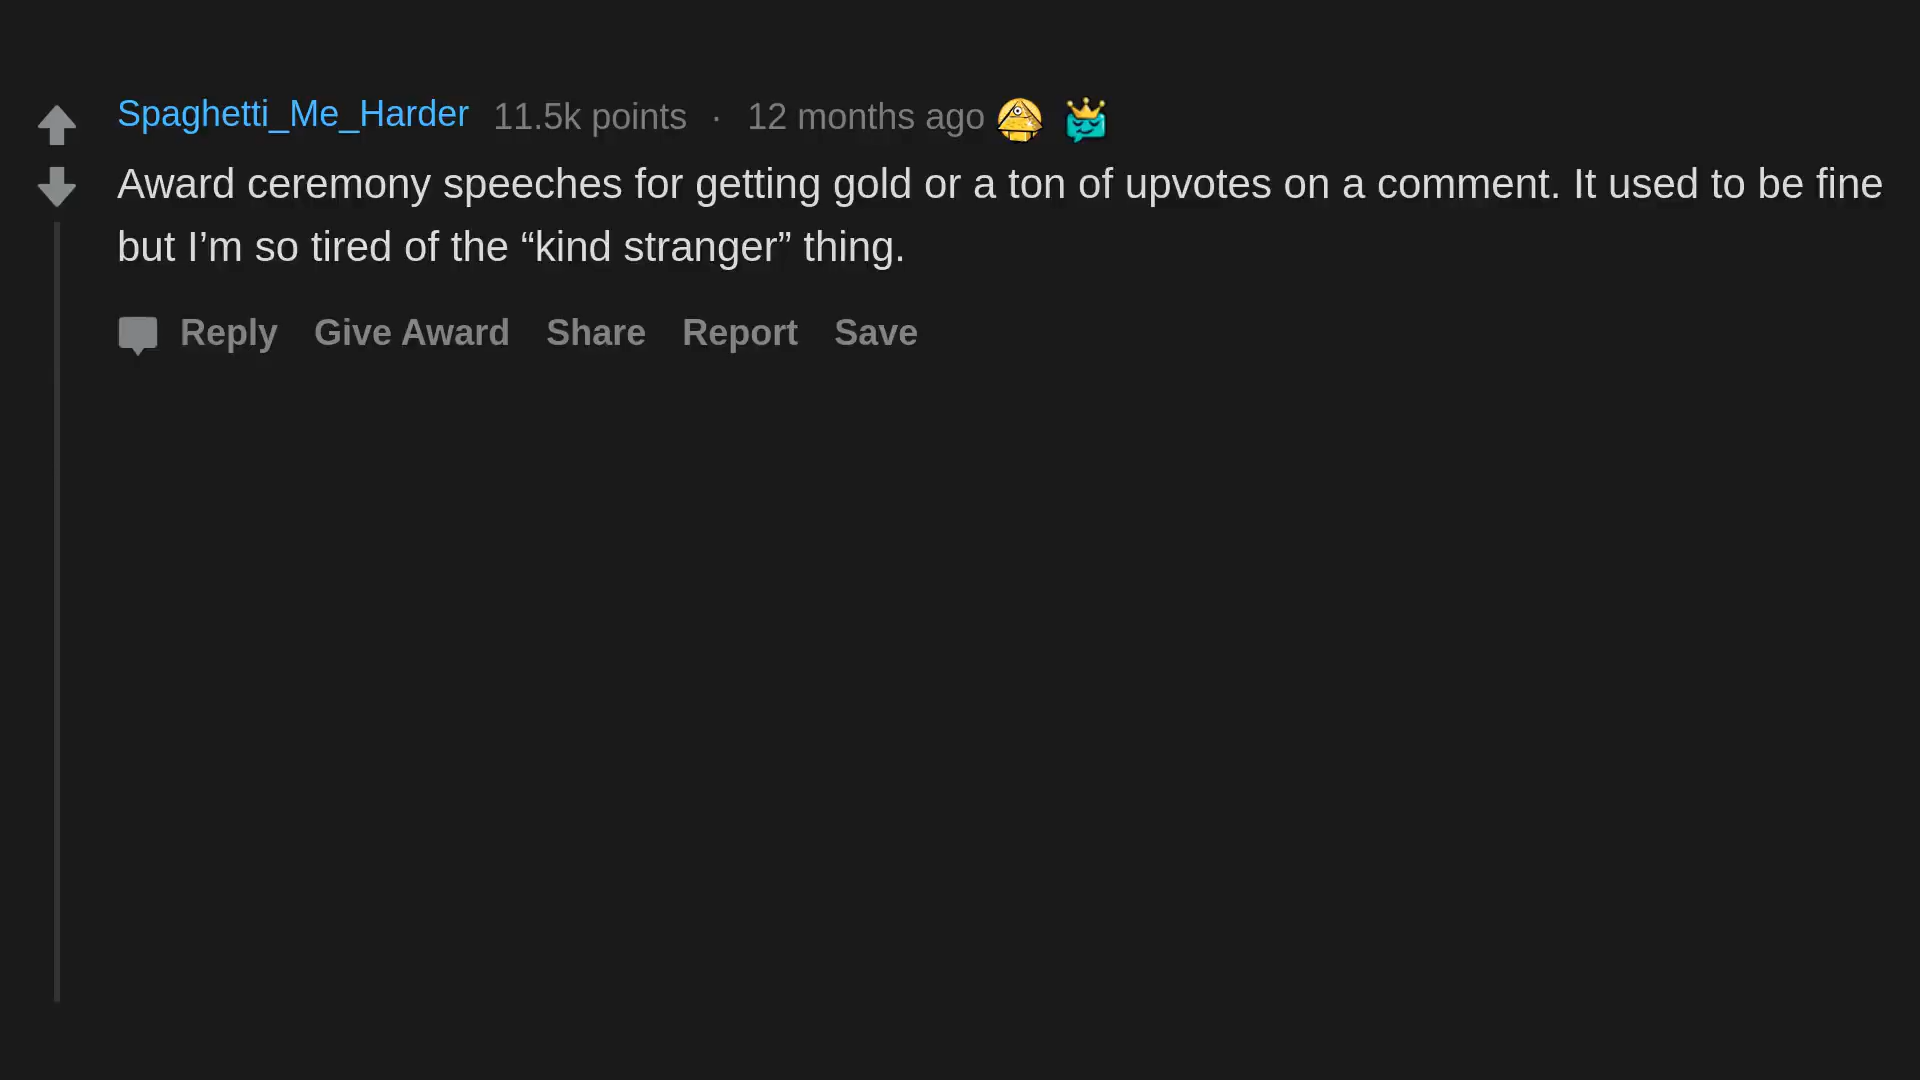 Spaghetti_Me_Harder 11.5k points · 12 months ago
Award ceremony speeches for getting gold or a ton of upvotes on a comment. It used to be fine
but I’m so tired of the “kind stranger” thing.
Reply Give Award Share Report Save